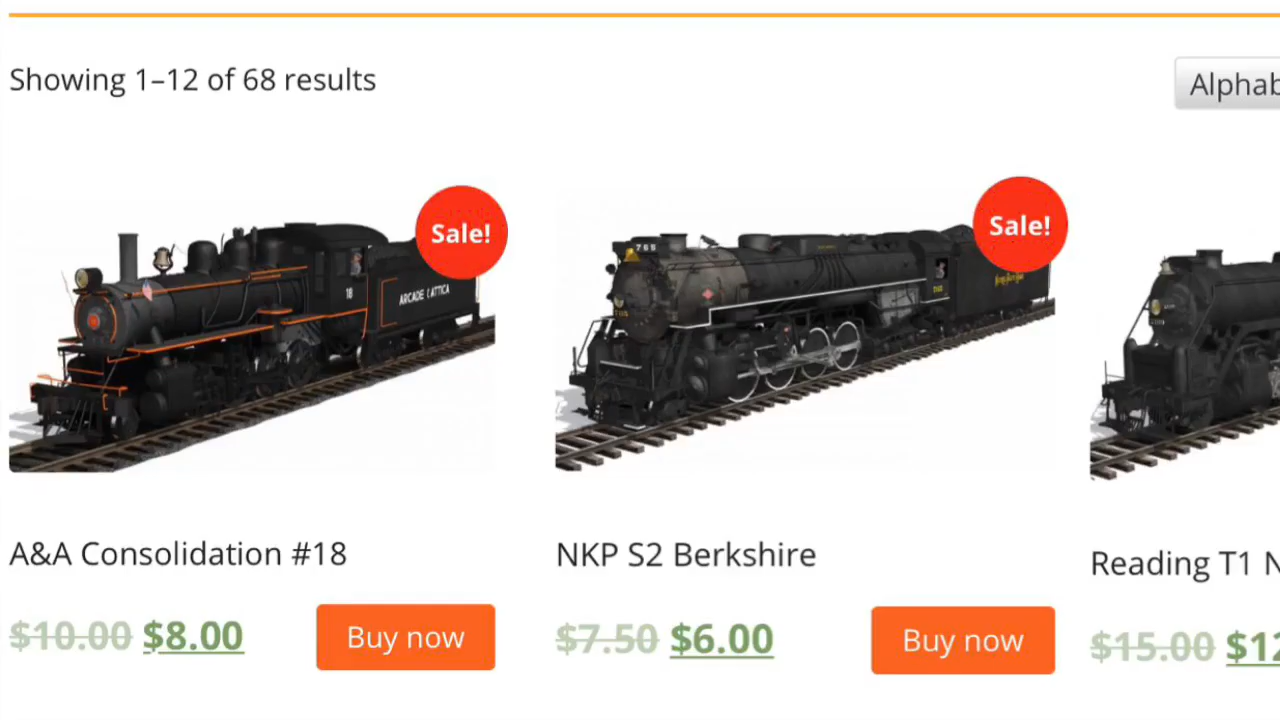 Showing 1–12 of 68 results
Alphab
Sale!
Sale!
765
18
ARCADE & ATTICA
A&A Consolidation #18
NKP S2 Berkshire
Reading T1 N
$10.00 $8.00
Buy now
$7.50 $6.00
Buy now
$15.00 $12